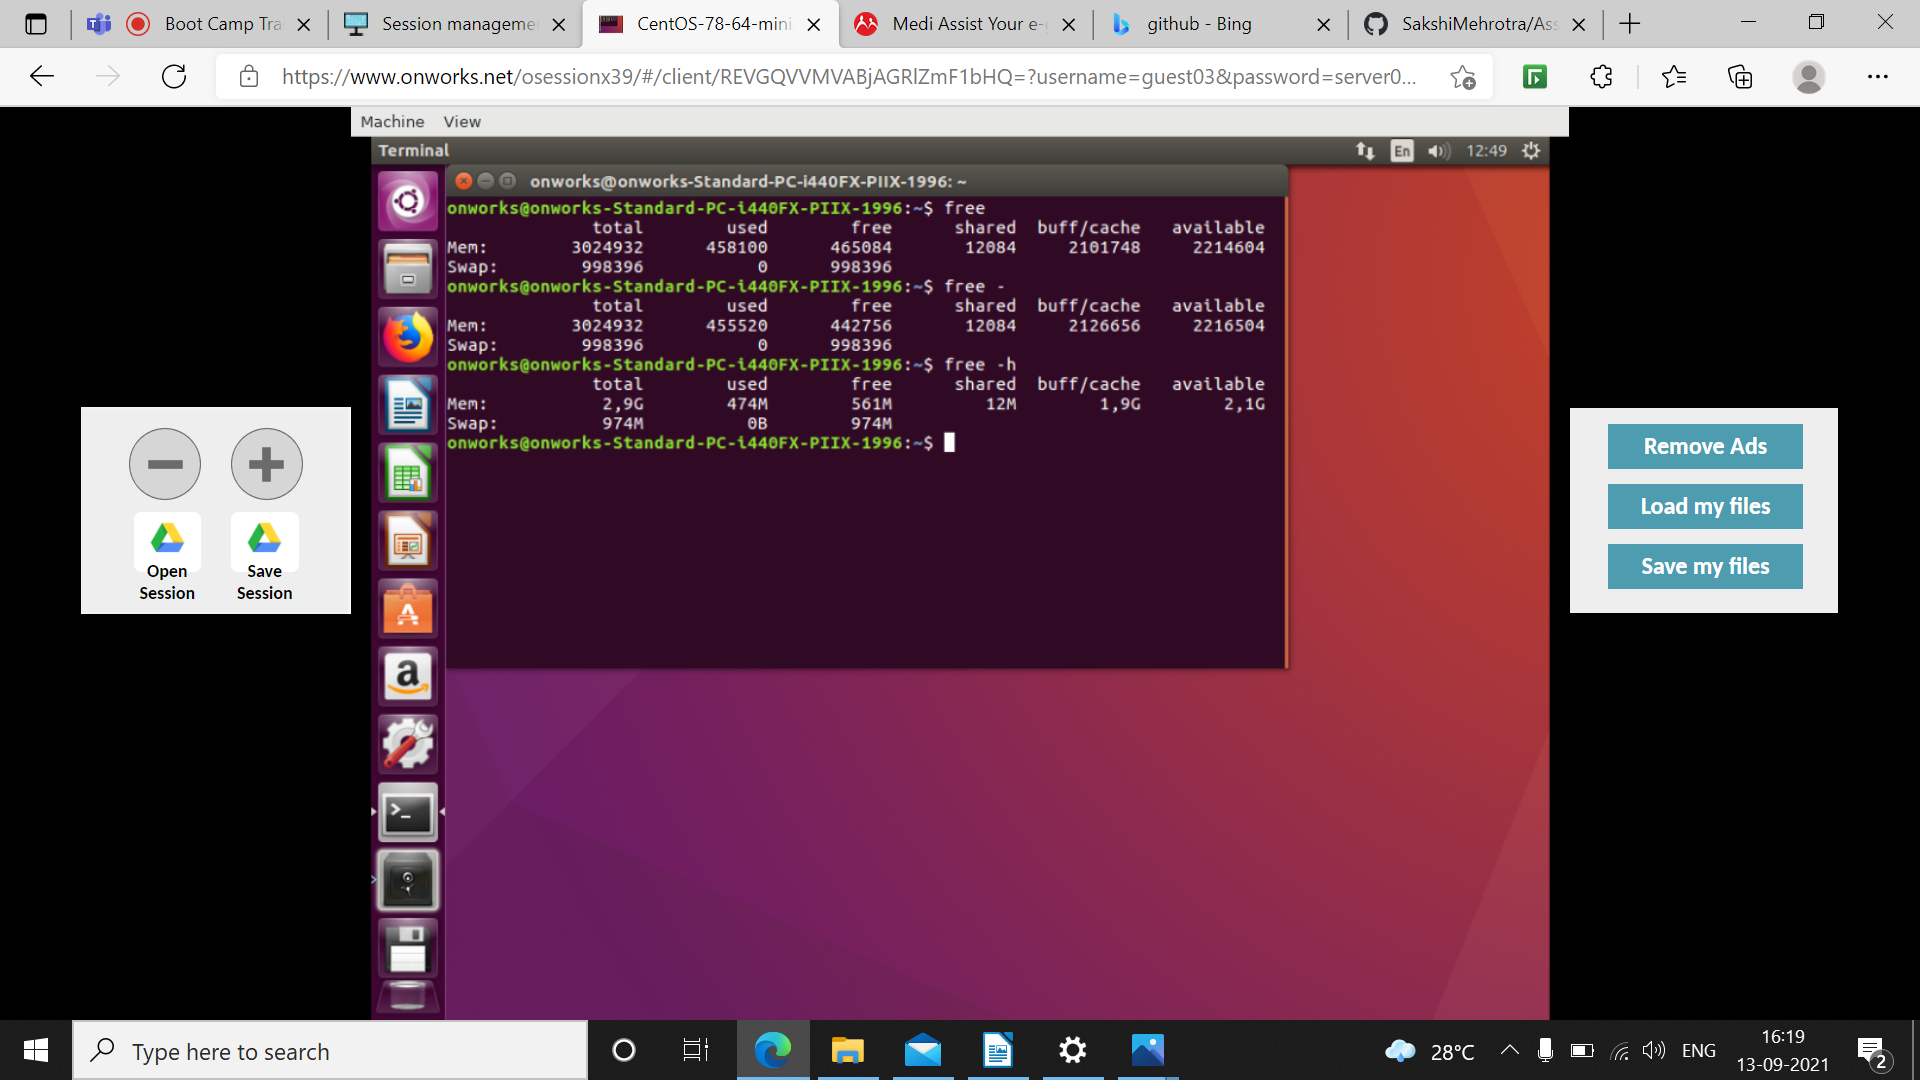 Boot Camp Tra
Session manageme
CentOS-78-64-mini
Medi Assist Your e-
github - Bing
SakshiMehrotra/Ass
https://www.onworks.net/osessionx39/#/client/REVGQVVMVABjAGRlZmF1bHQ=?username=guest03&password=server0...
Machine View
Terminal
En
12:49
onworks@onworks-Standard-PC-i440FX-PIIX-1996: ~
onworks@onworks-Standard-PC-i440FX-PIIX-1996:~$ free
total used free shared buff/cache available
Mem: 3024932 458100 465084 12084 2101748 2214604
Swap: 998396 0 998396
onworks@onworks-Standard-PC-i440FX-PIIX-1996:~$ free -
total used free shared buff/cache available
Mem: 3024932 455520 442756 12084 2126656 2216504
Swap: 998396 0 998396
onworks@onworks-Standard-PC-i440FX-PIIX-1996:~$ free -h
total used free shared buff/cache available
Mem: 2,9G 474M 561M 12M 1,9G 2,1G
Swap: 974M 0B 974M
onworks@onworks-Standard-PC-i440FX-PIIX-1996:~$
Open
Session
Save
Session
Remove Ads
Load my files
Save my files
Type here to search
28°C
ENG
16:19
13-09-2021
2